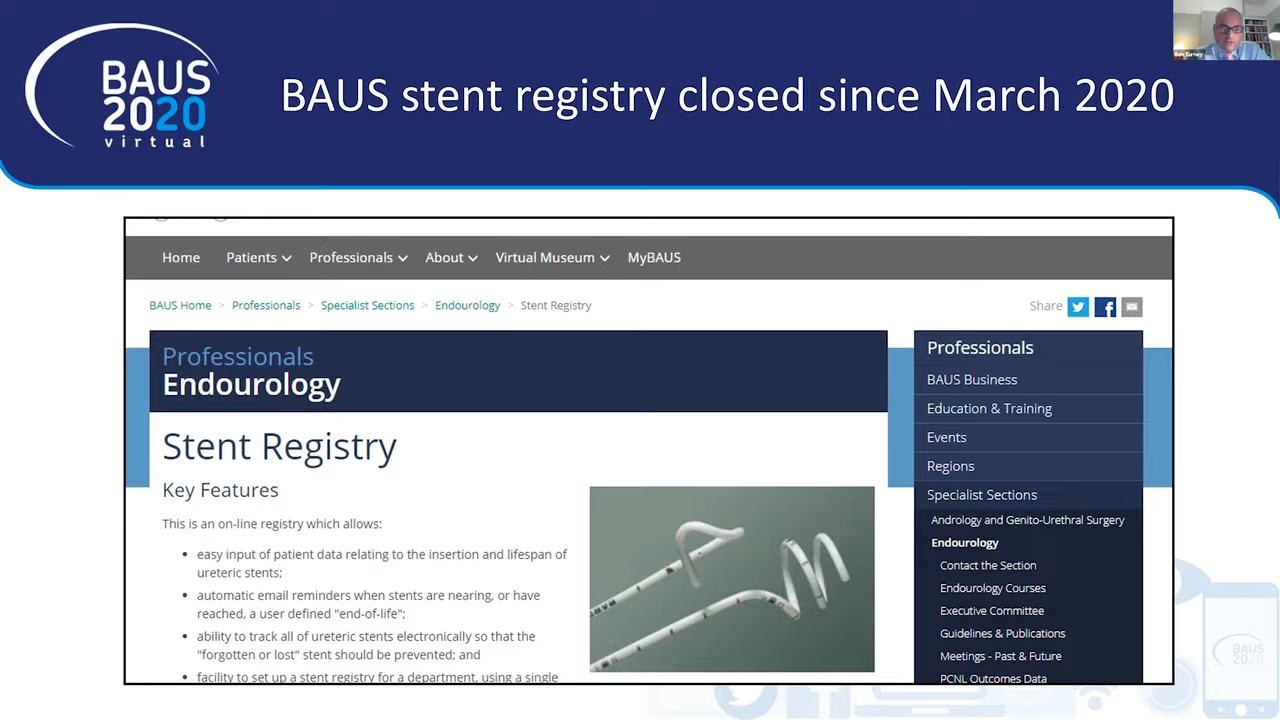 BAUS
2020
virtual
BAUS stent registry closed since March 2020
Ben Turney
Home Patients Professionals About Virtual Museum MyBAUS
BAUS Home > Professionals > Specialist Sections > Endourology > Stent Registry
Share
Professionals
Endourology
Stent Registry
Key Features
This is an on-line registry which allows:
• easy input of patient data relating to the insertion and lifespan of
ureteric stents;
• automatic email reminders when stents are nearing, or have
reached, a user defined "end-of-life";
• ability to track all of ureteric stents electronically so that the
"forgotten or lost" stent should be prevented; and
• facility to set up a stent registry for a department, using a single
Professionals
BAUS Business
Education & Training
Events
Regions
Specialist Sections
Andrology and Genito-Urethral Surgery
Endourology
Contact the Section
Endourology Courses
Executive Committee
Guidelines & Publications
Meetings - Past & Future
PCNL Outcomes Data
BAUS
2020